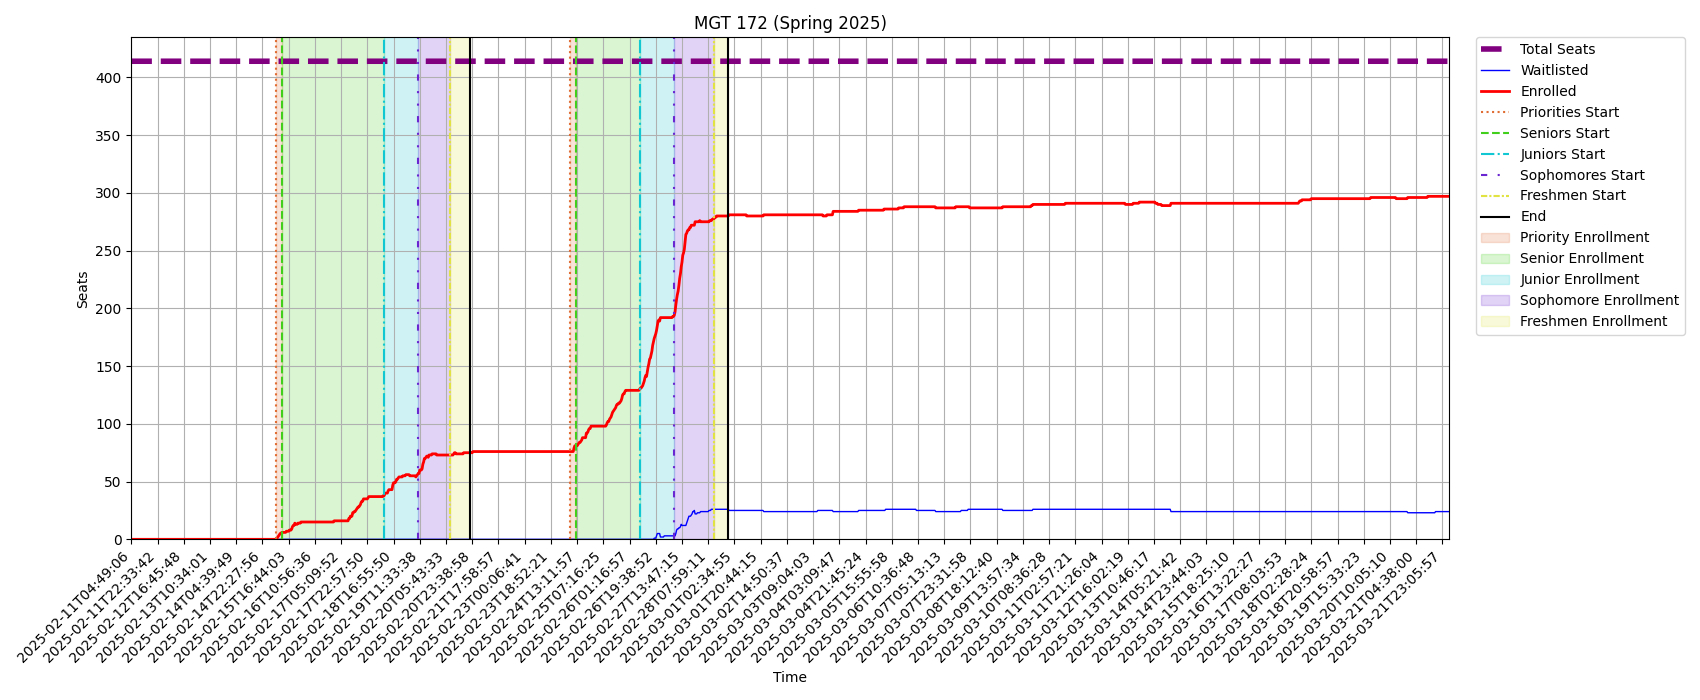 MGT 172 (Spring 2025)
Total Seats
Waitlisted
Enrolled
Priorities Start
Seniors Start
Juniors Start
Sophomores Start
Freshmen Start
End
Priority Enrollment
Senior Enrollment
Junior Enrollment
Sophomore Enrollment
Freshmen Enrollment
Seats
400
350
300
250
200
150
100
50
0
2025-02-11T04:49:06
2025-02-11T22:33:42
2025-02-12T16:45:48
2025-02-13T10:34:01
2025-02-14T04:39:49
2025-02-14T22:27:56
2025-02-15T16:44:03
2025-02-16T10:56:36
2025-02-17T05:09:52
2025-02-17T22:57:50
2025-02-18T16:55:50
2025-02-19T11:33:38
2025-02-20T05:43:33
2025-02-20T23:38:58
2025-02-21T17:58:57
2025-02-23T00:06:41
2025-02-23T18:52:21
2025-02-24T13:11:57
2025-02-25T07:16:25
2025-02-26T01:16:57
2025-02-26T19:38:52
2025-02-27T13:47:15
2025-02-28T07:59:11
2025-03-01T02:34:55
2025-03-01T20:44:15
2025-03-02T14:50:37
2025-03-03T09:04:03
2025-03-04T03:09:47
2025-03-04T21:45:24
2025-03-05T15:55:58
2025-03-06T10:36:48
2025-03-07T05:13:13
2025-03-07T23:31:58
2025-03-08T18:12:40
2025-03-09T13:57:34
2025-03-10T08:36:28
2025-03-11T02:57:21
2025-03-11T21:26:04
2025-03-12T16:02:19
2025-03-13T10:46:17
2025-03-14T05:21:42
2025-03-14T23:44:03
2025-03-15T18:25:10
2025-03-16T13:22:27
2025-03-17T08:03:53
2025-03-18T02:28:24
2025-03-18T20:58:57
2025-03-19T15:33:23
2025-03-20T10:05:10
2025-03-21T04:38:00
2025-03-21T23:05:57
Time